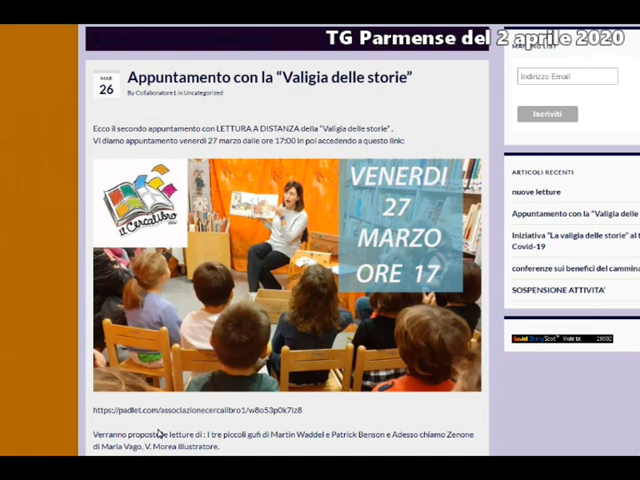 TG Parmense del 2 aprile 2020
MAR
26
Appuntamento con la “Valigia delle storie”
By Collaboratore1 in Uncategorized
Ecco il secondo appuntamento con LETTURA A DISTANZA della “Valigia delle storie” .
Vi diamo appuntamento venerdì 27 marzo dalle ore 17:00 in poi accedendo a questo link:
il Cercalibro
VENERDI
27
MARZO
ORE 17
https://padlet.com/associazionecercalibro1/w8o53p0k7iz8
Verranno proposte le letture di : I tre piccoli gufi di Martin Waddel e Patrick Benson e Adesso chiamo Zenone
di Maria Vago, V. Morea illustratore.
MAILING LIST
Indirizzo Email
Iscriviti
ARTICOLI RECENTI
nuove letture
Appuntamento con la “Valigia delle
Iniziativa “La valigia delle storie” al t
Covid-19
conferenze sui benefici del cammina
SOSPENSIONE ATTIVITA’